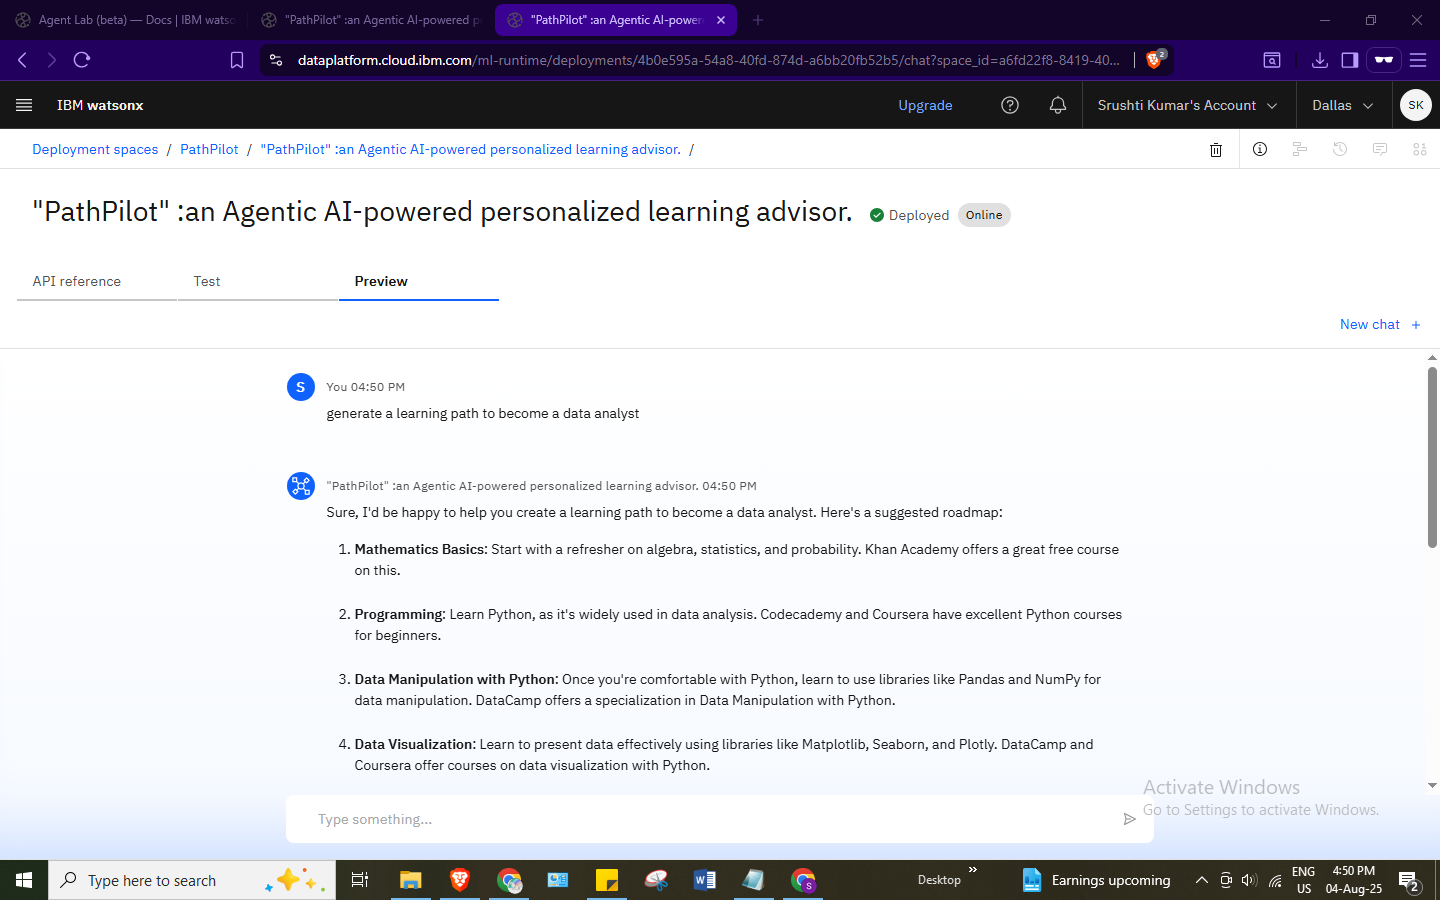 Agent Lab (beta) — Docs | IBM watso
"PathPilot" :an Agentic AI-powered p
"PathPilot" :an Agentic AI-power
dataplatform.cloud.ibm.com/ml-runtime/deployments/4b0e595a-54a8-40fd-874d-a6bb20fb52b5/chat?space_id=a6fd22f8-8419-40...
2
IBM watsonx
Upgrade
Srushti Kumar's Account
Dallas
SK
Deployment spaces / PathPilot / "PathPilot" :an Agentic AI-powered personalized learning advisor. /
"PathPilot" :an Agentic AI-powered personalized learning advisor.
Deployed
Online
API reference
Test
Preview
New chat +
S
You 04:50 PM
generate a learning path to become a data analyst
"PathPilot" :an Agentic AI-powered personalized learning advisor. 04:50 PM
Sure, I'd be happy to help you create a learning path to become a data analyst. Here's a suggested roadmap:
1. Mathematics Basics: Start with a refresher on algebra, statistics, and probability. Khan Academy offers a great free course
on this.
2. Programming: Learn Python, as it's widely used in data analysis. Codecademy and Coursera have excellent Python courses
for beginners.
3. Data Manipulation with Python: Once you're comfortable with Python, learn to use libraries like Pandas and NumPy for
data manipulation. DataCamp offers a specialization in Data Manipulation with Python.
4. Data Visualization: Learn to present data effectively using libraries like Matplotlib, Seaborn, and Plotly. DataCamp and
Coursera offer courses on data visualization with Python.
Type something...
Activate Windows
Go to Settings to activate Windows.
Type here to search
Desktop
Earnings upcoming
ENG
US
4:50 PM
04-Aug-25
2